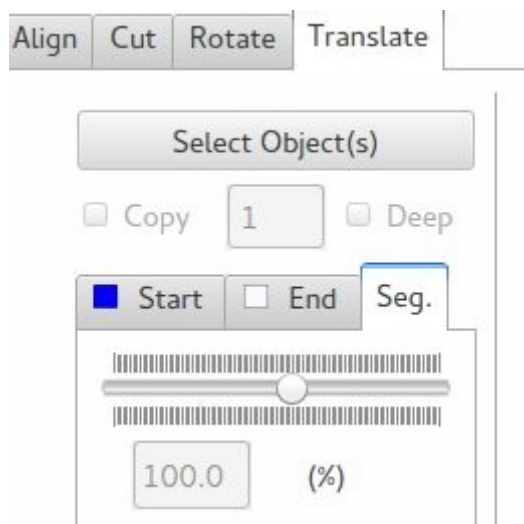 Align Cut Rotate Translate
Select Object(s)
Copy 1 Deep
Start End Seg.
100.0 (%)